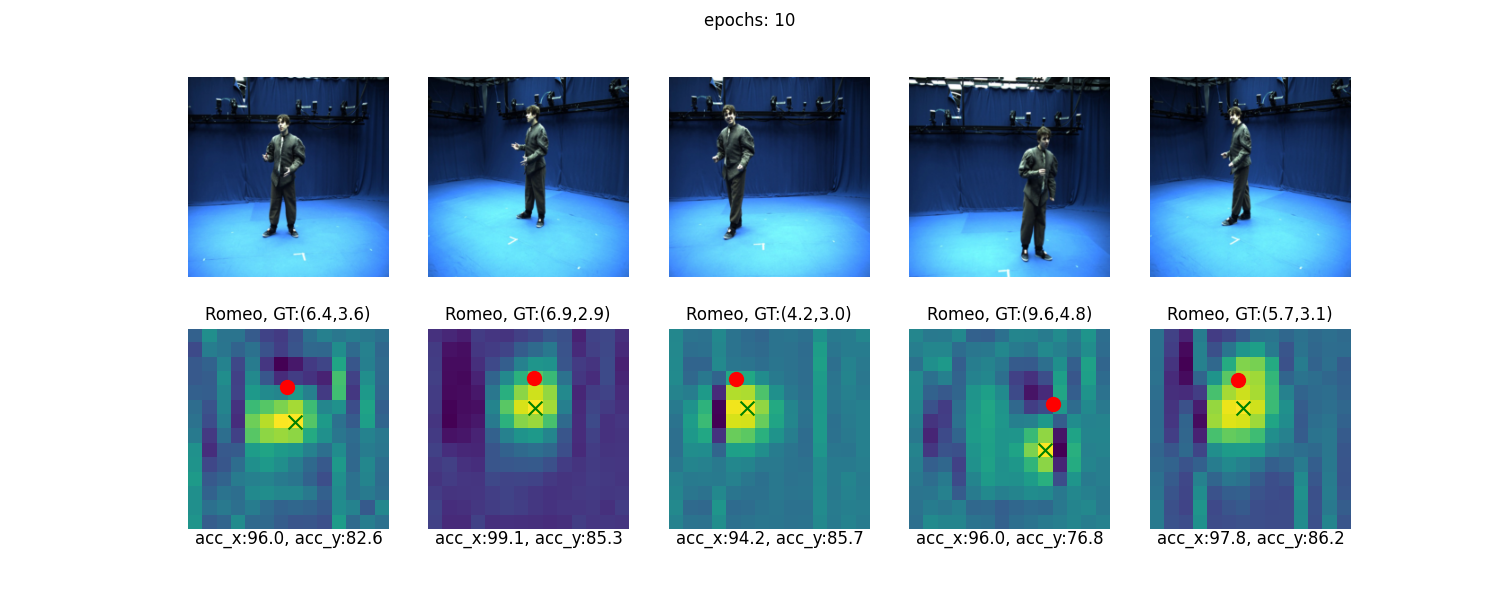 epochs: 10
Romeo, GT:(6.4,3.6)
Romeo, GT:(6.9,2.9)
Romeo, GT:(4.2,3.0)
Romeo, GT:(9.6,4.8)
Romeo, GT:(5.7,3.1)
acc_x:96.0, acc_y:82.6
acc_x:99.1, acc_y:85.3
acc_x:94.2, acc_y:85.7
acc_x:96.0, acc_y:76.8
acc_x:97.8, acc_y:86.2